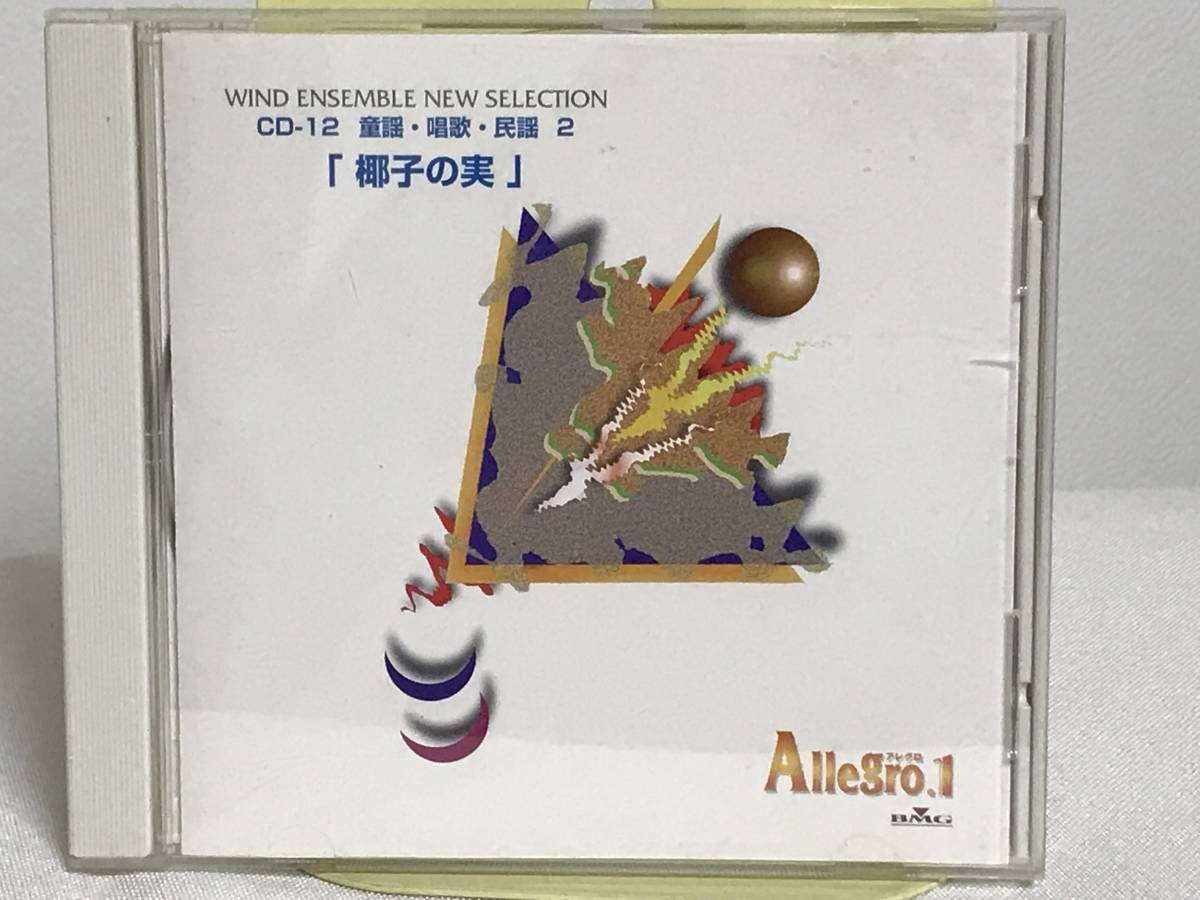 WIND ENSEMBLE NEW SELECTION
CD-12 童謡・唱歌・民謡 2
「 椰子の実 」
アレグロ
Allegro.1
BMG